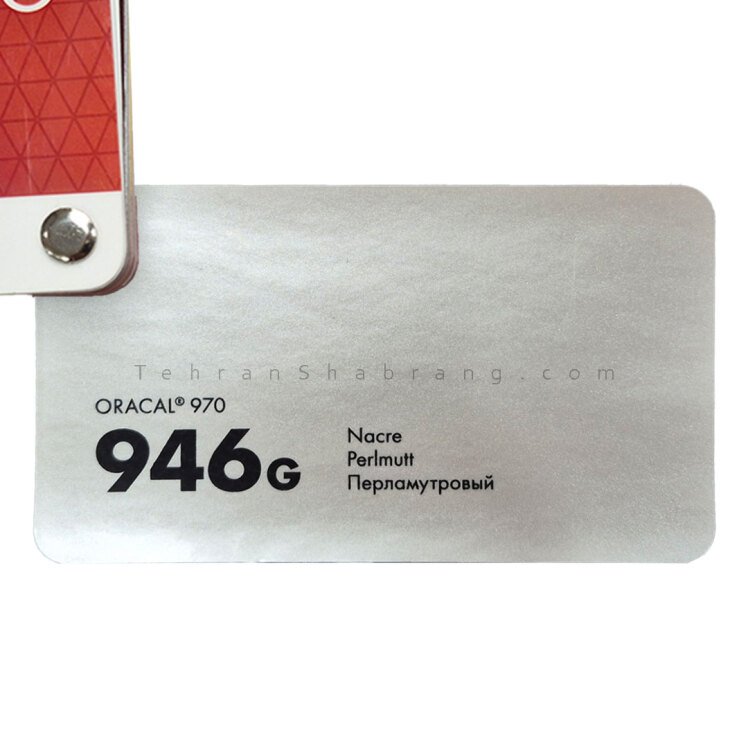 TehranShabrang.com
ORACAL® 970
946G
Nacre
Perlmutt
Перламутровый